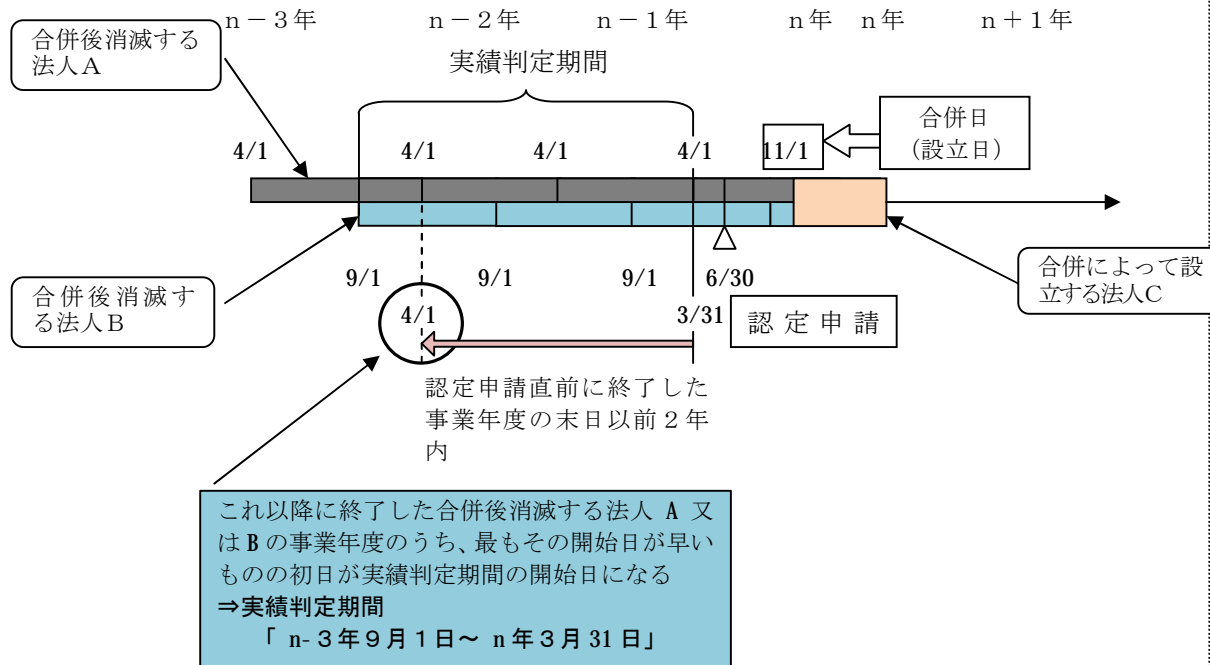 ｎ－３年　ｎ－２年　ｎ－１年　ｎ年　ｎ年　ｎ＋１年
合併後消滅する
法人Ａ
実績判定期間
合併日
（設立日）
4/1　4/1　4/1　4/1　11/1
9/1　9/1　9/1　6/30
合併後消滅す
る法人Ｂ
合併によって設
立する法人Ｃ
4/1　3/31
認定申請
認定申請直前に終了した
事業年度の末日以前２年
内
これ以降に終了した合併後消滅する法人 A 又
は B の事業年度のうち、最もその開始日が早い
ものの初日が実績判定期間の開始日になる
⇒実績判定期間
「 n-３年９月１日～ n 年３月 31 日」